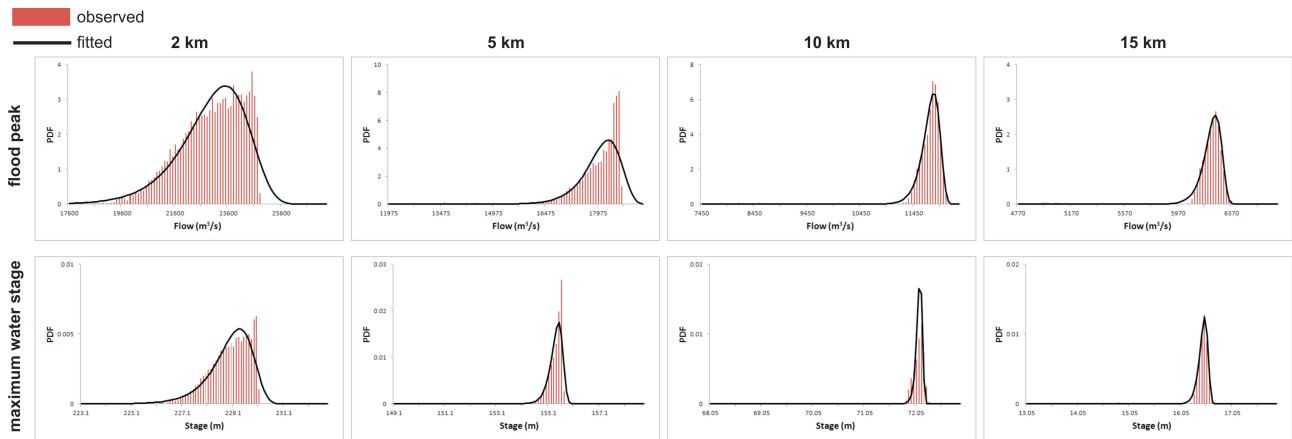 observed
fitted
2 km
5 km
10 km
15 km
flood peak
PDF
4
3
2
1
0
17600 19600 21600 23600 25600
Flow (m³/s)
PDF
10
8
6
4
2
0
11975 13475 14975 16475 17975
Flow (m³/s)
PDF
8
6
4
2
0
7450 8450 9450 10450 11450
Flow (m³/s)
PDF
4
3
2
1
0
4770 5170 5570 5970 6370
Flow (m³/s)
maximum water stage
PDF
0.01
0.005
0
223.1 225.1 227.1 229.1 231.1
Stage (m)
PDF
0.03
0.02
0.01
0
149.1 151.1 153.1 155.1 157.1
Stage (m)
PDF
0.02
0.01
0
68.05 69.05 70.05 71.05 72.05
Stage (m)
PDF
0.02
0.01
0
13.05 14.05 15.05 16.05 17.05
Stage (m)